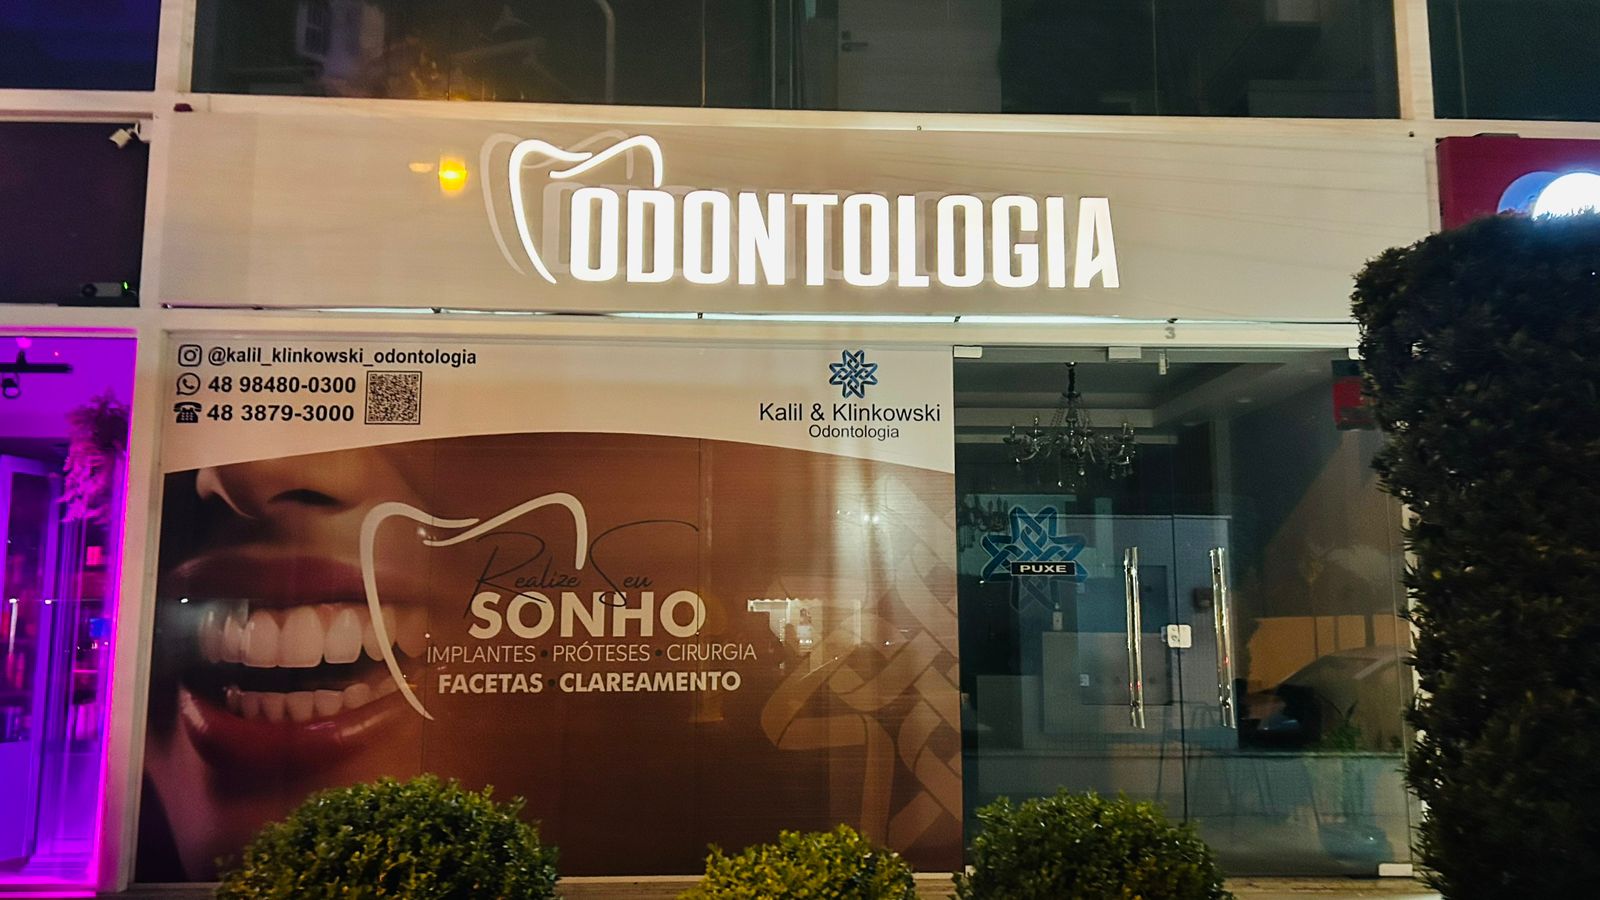 ODONTOLOGIA
3
@kalil_klinkowski_odontologia
48 98480-0300
48 3879-3000
Kalil & Klinkowski
Odontologia
Realize Seu
SONHO
IMPLANTES • PRÓTESES • CIRURGIA
FACETAS • CLAREAMENTO
PUXE